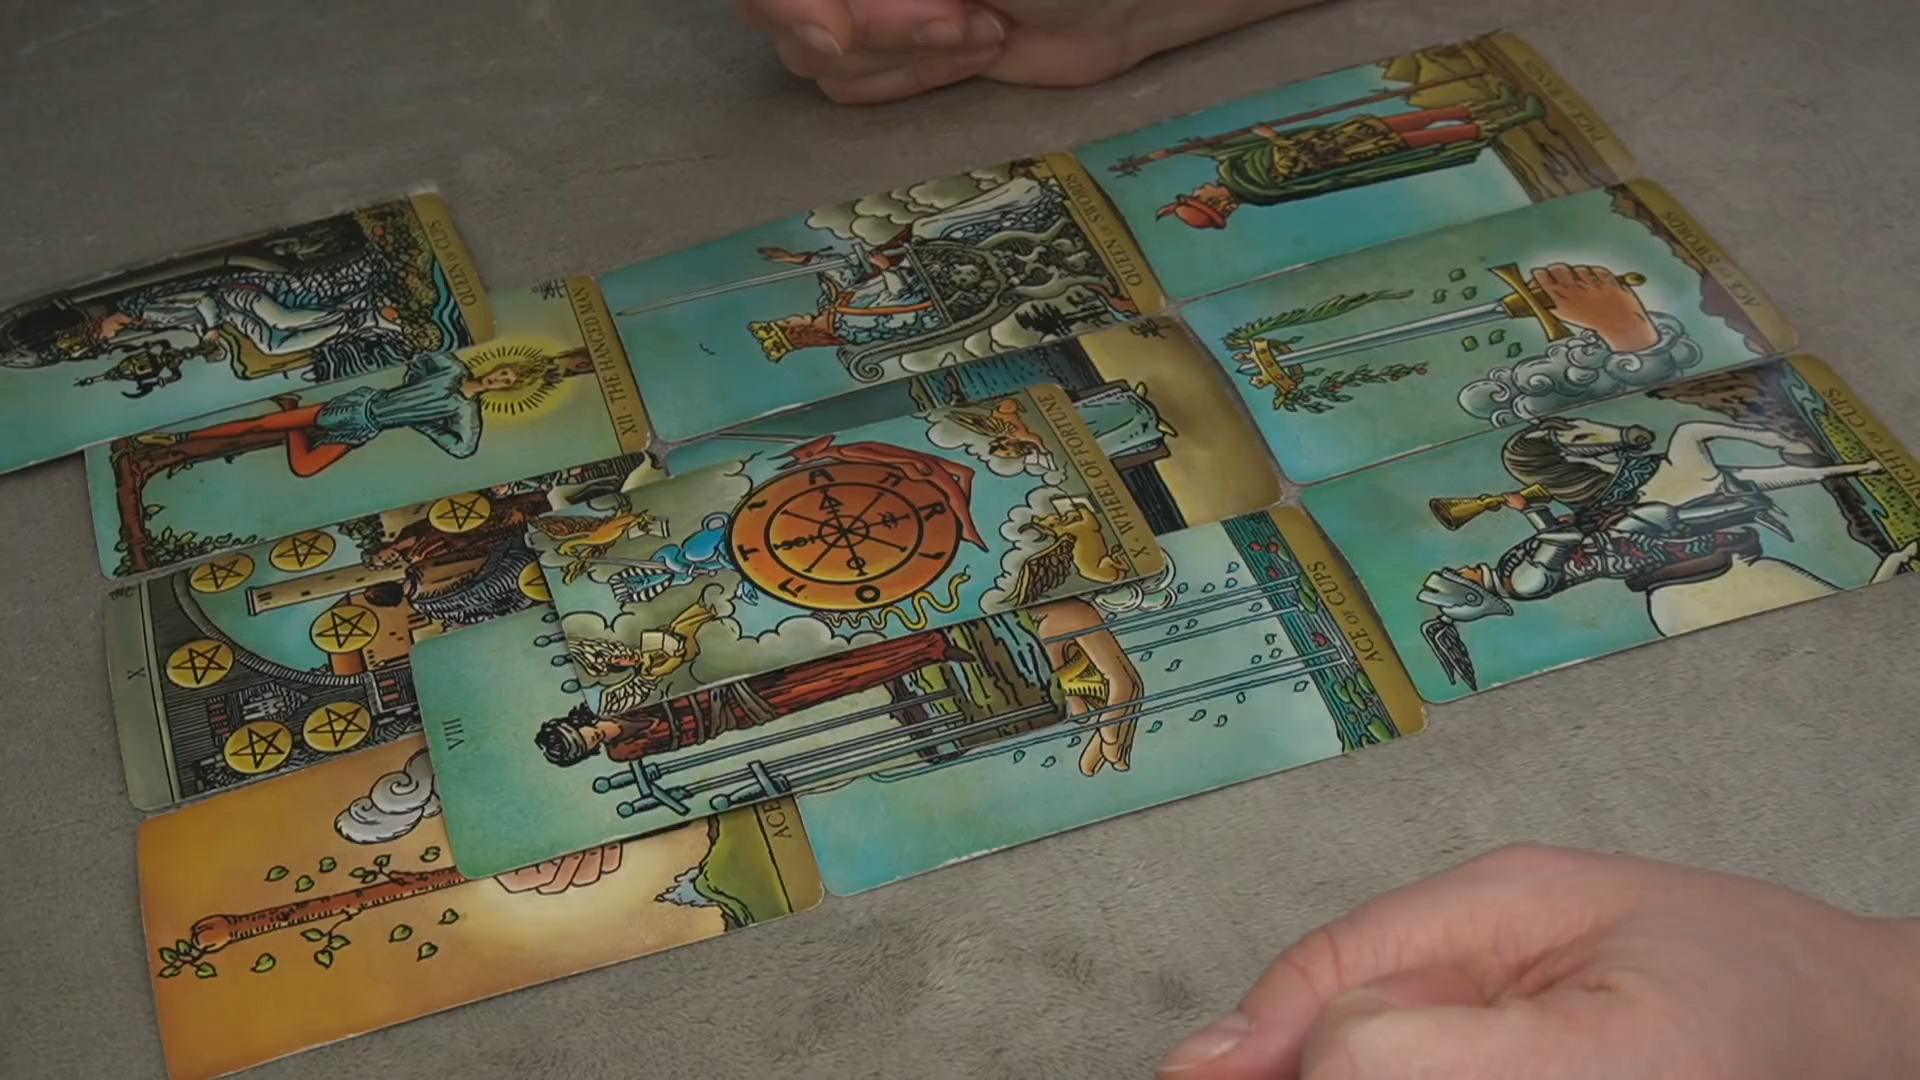 QUEEN OF CUPS
XII - THE HANGED MAN
QUEEN OF SWORDS
PAGE OF WANDS
ACE OF SWORDS
KNIGHT OF CUPS
X - WHEEL OF FORTUNE
T
A
R
O
ACE OF CUPS
X
VII
ACE